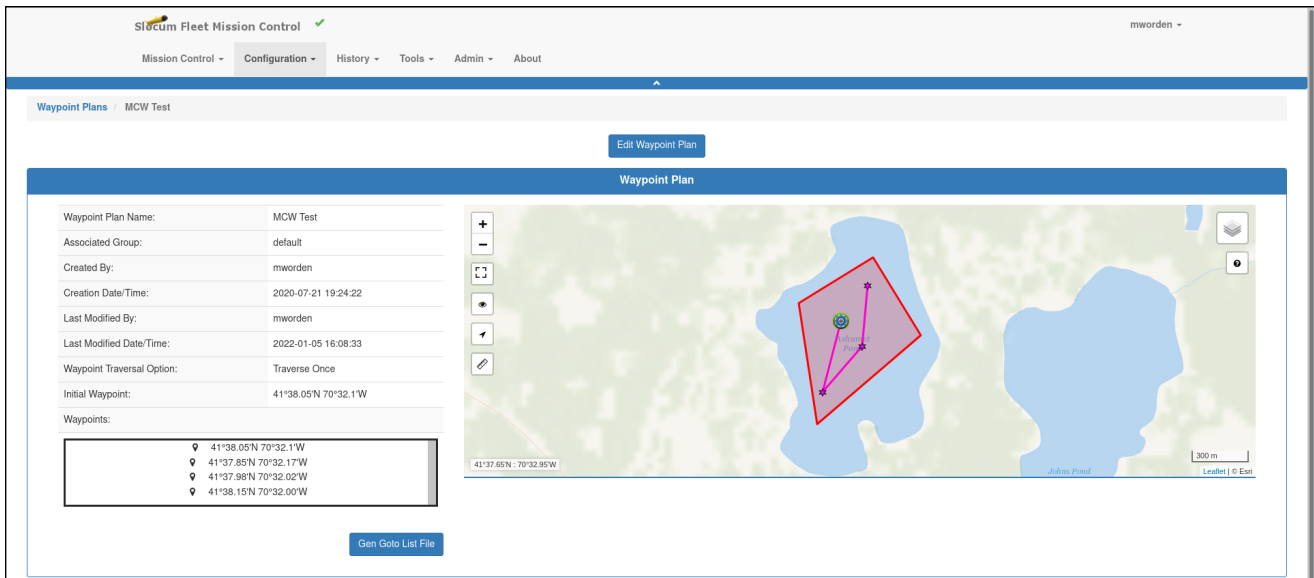 Slocum Fleet Mission Control
mworden
Mission Control
Configuration
History
Tools
Admin
About
Waypoint Plans / MCW Test
Edit Waypoint Plan
Waypoint Plan
Waypoint Plan Name: MCW Test
Associated Group: default
Created By: mworden
Creation Date/Time: 2020-07-21 19:24:22
Last Modified By: mworden
Last Modified Date/Time: 2022-01-05 16:08:33
Waypoint Traversal Option: Traverse Once
Initial Waypoint: 41°38.05'N 70°32.1'W
Waypoints:
41°38.05'N 70°32.1'W
41°37.85'N 70°32.17'W
41°37.98'N 70°32.02'W
41°38.15'N 70°32.00'W
Gen Goto List File
+
−
?
Ashumet
Pond
Johns Pond
41°37.65'N : 70°32.95'W
300 m
Leaflet | © Esri